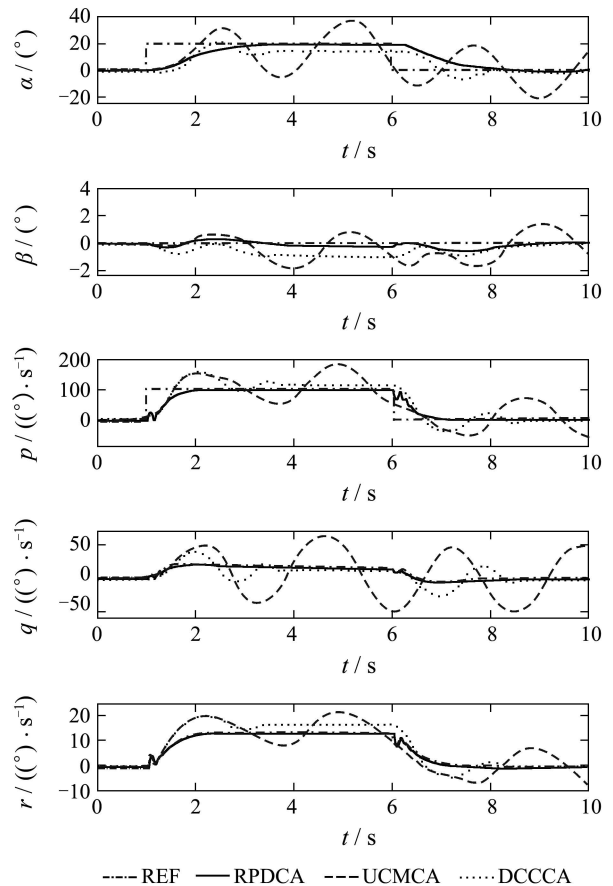 α / (°)
40
20
0
−20
0 2 4 6 8 10
t / s
β / (°)
4
2
0
−2
0 2 4 6 8 10
t / s
p / ((°) · s⁻¹)
200
100
0
0 2 4 6 8 10
t / s
q / ((°) · s⁻¹)
50
0
−50
0 2 4 6 8 10
t / s
r / ((°) · s⁻¹)
20
10
0
−10
0 2 4 6 8 10
t / s
REF RPDCA UCMCA DCCCA